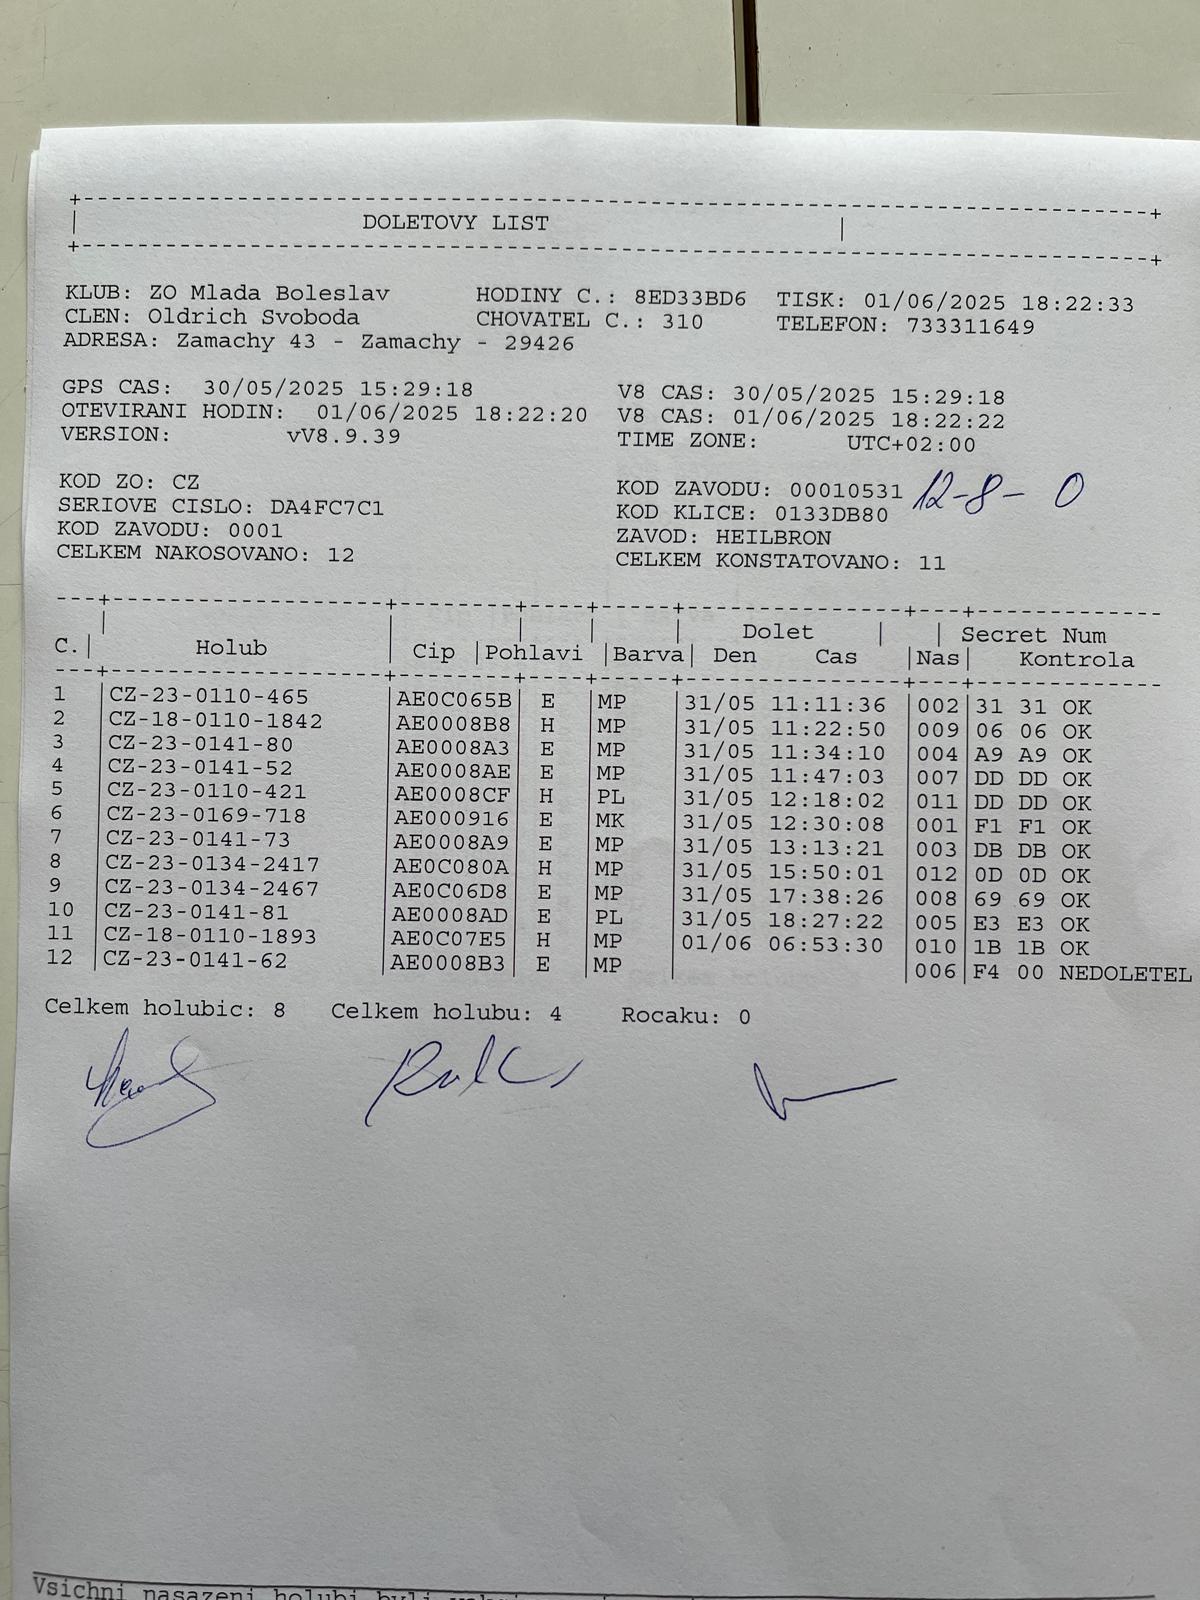 DOLETOVY LIST
KLUB: ZO Mlada Boleslav HODINY C.: 8ED33BD6 TISK: 01/06/2025 18:22:33
CLEN: Oldrich Svoboda CHOVATEL C.: 310 TELEFON: 733311649
ADRESA: Zamachy 43 - Zamachy - 29426
GPS CAS: 30/05/2025 15:29:18 V8 CAS: 30/05/2025 15:29:18
OTEVIRANI HODIN: 01/06/2025 18:22:20 V8 CAS: 01/06/2025 18:22:22
VERSION: vV8.9.39 TIME ZONE: UTC+02:00
KOD ZO: CZ KOD ZAVODU: 00010531 12-8- 0
SERIOVE CISLO: DA4FC7C1 KOD KLICE: 0133DB80
KOD ZAVODU: 0001 ZAVOD: HEILBRON
CELKEM NAKOSOVANO: 12 CELKEM KONSTATOVANO: 11
Dolet Secret Num
C. Holub Cip Pohlavi Barva Den Cas Nas Kontrola
1 CZ-23-0110-465 AE0C065B E MP 31/05 11:11:36 002 31 31 OK
2 CZ-18-0110-1842 AE0008B8 H MP 31/05 11:22:50 009 06 06 OK
3 CZ-23-0141-80 AE0008A3 E MP 31/05 11:34:10 004 A9 A9 OK
4 CZ-23-0141-52 AE0008AE E MP 31/05 11:47:03 007 DD DD OK
5 CZ-23-0110-421 AE0008CF H PL 31/05 12:18:02 011 DD DD OK
6 CZ-23-0169-718 AE000916 E MK 31/05 12:30:08 001 F1 F1 OK
7 CZ-23-0141-73 AE0008A9 E MP 31/05 13:13:21 003 DB DB OK
8 CZ-23-0134-2417 AE0C080A H MP 31/05 15:50:01 012 0D 0D OK
9 CZ-23-0134-2467 AE0C06D8 E MP 31/05 17:38:26 008 69 69 OK
10 CZ-23-0141-81 AE0008AD E PL 31/05 18:27:22 005 E3 E3 OK
11 CZ-18-0110-1893 AE0C07E5 H MP 01/06 06:53:30 010 1B 1B OK
12 CZ-23-0141-62 AE0008B3 E MP 006 F4 00 NEDOLETEL
Celkem holubic: 8 Celkem holubu: 4 Rocaku: 0
Vsichni nasazeni holubi byli